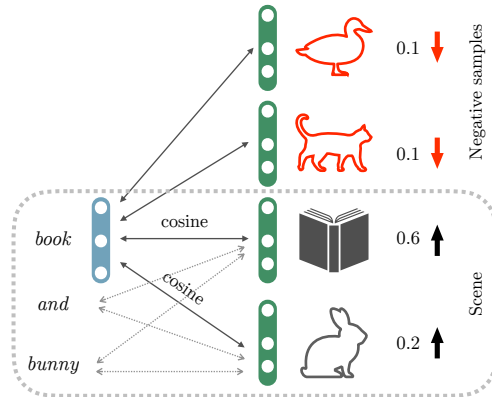 0.1
Negative samples
0.1
book
cosine
0.6
cosine
and
Scene
0.2
bunny